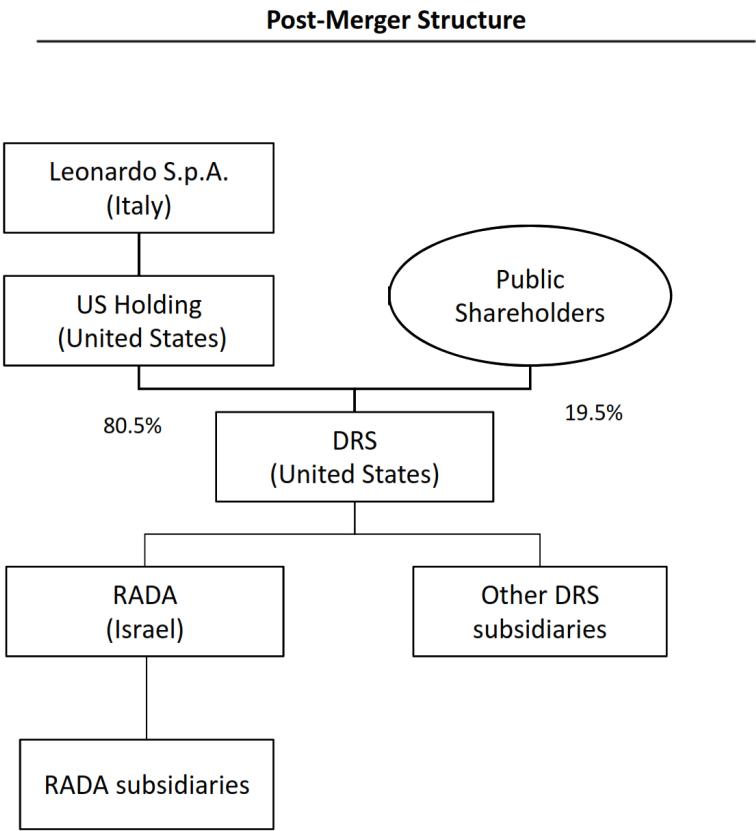 Post-Merger Structure
Leonardo S.p.A.
(Italy)
US Holding
(United States)
Public
Shareholders
80.5%
19.5%
DRS
(United States)
RADA
(Israel)
Other DRS
subsidiaries
RADA subsidiaries